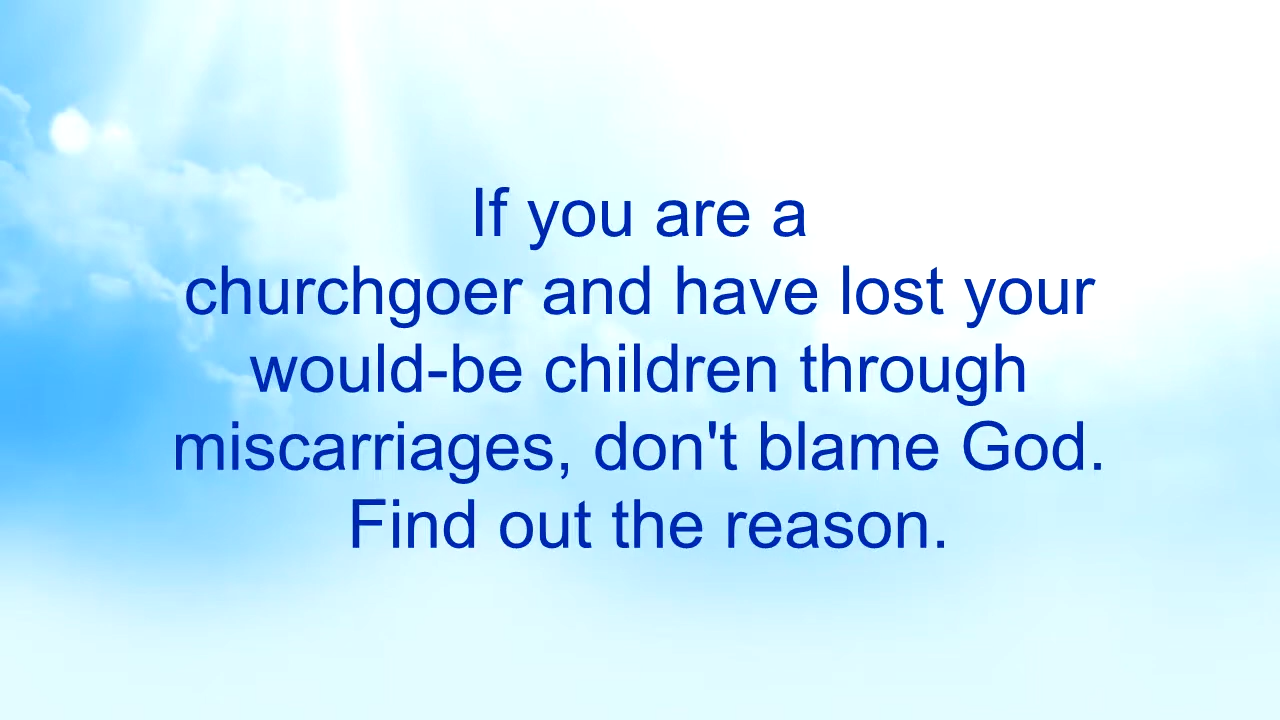 If you are a
churchgoer and have lost your
would-be children through
miscarriages, don't blame God.
Find out the reason.